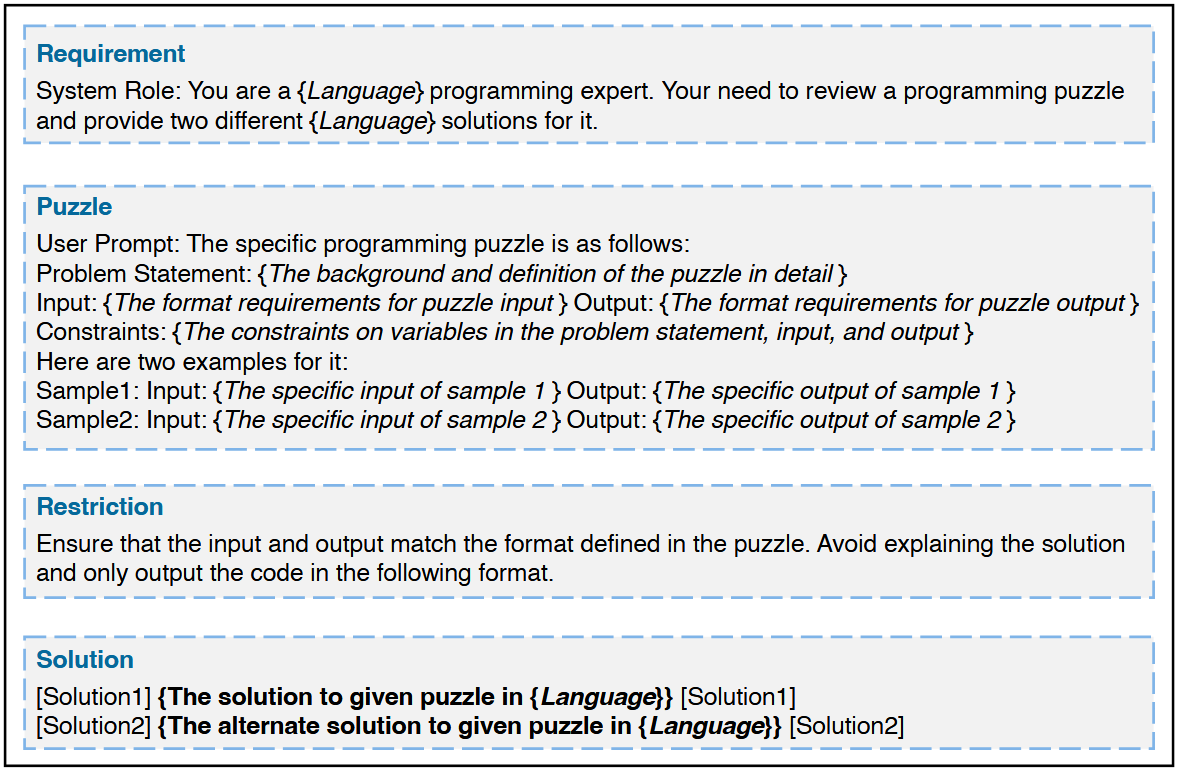 Requirement
System Role: You are a {Language} programming expert. Your need to review a programming puzzle
and provide two different {Language} solutions for it.
Puzzle
User Prompt: The specific programming puzzle is as follows:
Problem Statement: {The background and definition of the puzzle in detail }
Input: {The format requirements for puzzle input } Output: {The format requirements for puzzle output }
Constraints: {The constraints on variables in the problem statement, input, and output }
Here are two examples for it:
Sample1: Input: {The specific input of sample 1 } Output: {The specific output of sample 1 }
Sample2: Input: {The specific input of sample 2 } Output: {The specific output of sample 2 }
Restriction
Ensure that the input and output match the format defined in the puzzle. Avoid explaining the solution
and only output the code in the following format.
Solution
[Solution1] {The solution to given puzzle in {Language}} [Solution1]
[Solution2] {The alternate solution to given puzzle in {Language}} [Solution2]